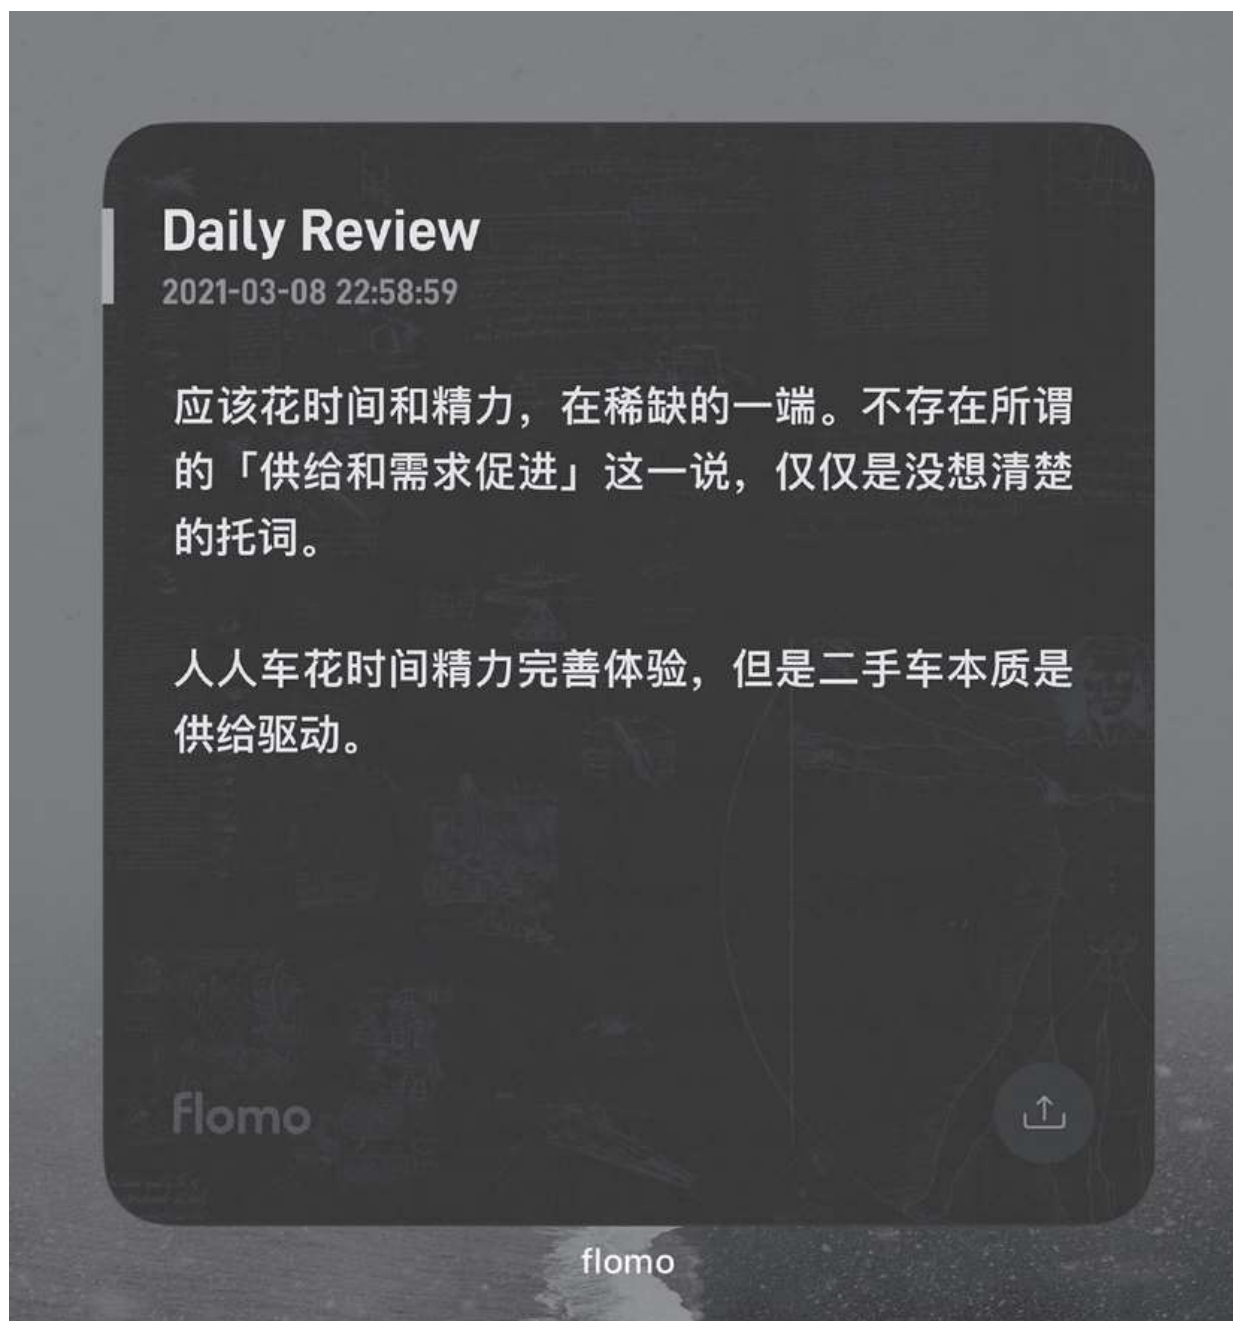 Daily Review
2021-03-08 22:58:59
应该花时间和精力，在稀缺的一端。不存在所谓
的「供给和需求促进」这一说，仅仅是没想清楚
的托词。
人人车花时间精力完善体验，但是二手车本质是
供给驱动。
flomo
flomo